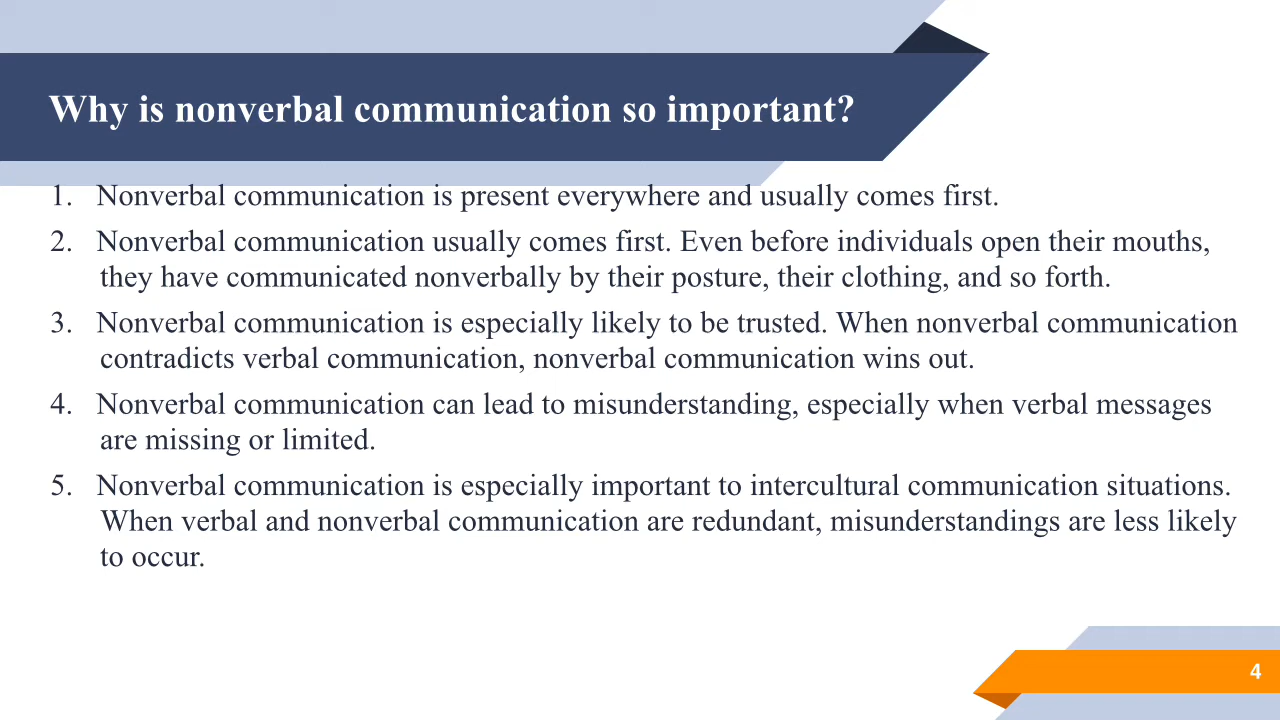 Why is nonverbal communication so important?
1. Nonverbal communication is present everywhere and usually comes first.
2. Nonverbal communication usually comes first. Even before individuals open their mouths,
they have communicated nonverbally by their posture, their clothing, and so forth.
3. Nonverbal communication is especially likely to be trusted. When nonverbal communication
contradicts verbal communication, nonverbal communication wins out.
4. Nonverbal communication can lead to misunderstanding, especially when verbal messages
are missing or limited.
5. Nonverbal communication is especially important to intercultural communication situations.
When verbal and nonverbal communication are redundant, misunderstandings are less likely
to occur.
4